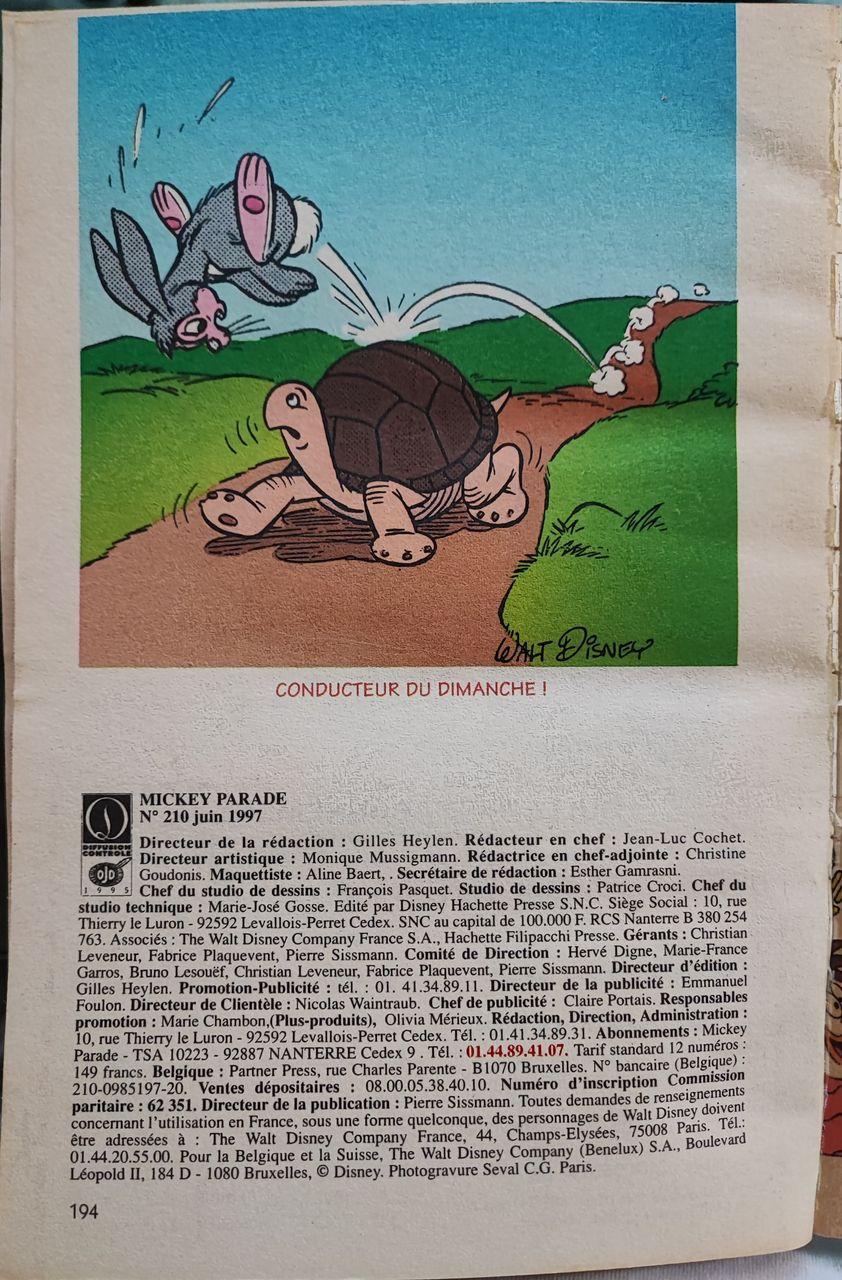 WALT DISNEY
CONDUCTEUR DU DIMANCHE !
DIFFUSION
CONTROLE
OJD
1995
MICKEY PARADE
N° 210 juin 1997
Directeur de la rédaction : Gilles Heylen. Rédacteur en chef : Jean-Luc Cochet.
Directeur artistique : Monique Mussigmann. Rédactrice en chef-adjointe : Christine
Goudonis. Maquettiste : Aline Baert, . Secrétaire de rédaction : Esther Gamrasni.
Chef du studio de dessins : François Pasquet. Studio de dessins : Patrice Croci. Chef du
studio technique : Marie-José Gosse. Edité par Disney Hachette Presse S.N.C. Siège Social : 10, rue
Thierry le Luron - 92592 Levallois-Perret Cedex. SNC au capital de 100.000 F. RCS Nanterre B 380 254
763. Associés : The Walt Disney Company France S.A., Hachette Filipacchi Presse. Gérants : Christian
Leveneur, Fabrice Plaquevent, Pierre Sissmann. Comité de Direction : Hervé Digne, Marie-France
Garros, Bruno Lesouëf, Christian Leveneur, Fabrice Plaquevent, Pierre Sissmann. Directeur d'édition :
Gilles Heylen. Promotion-Publicité : tél. : 01. 41.34.89.11. Directeur de la publicité : Emmanuel
Foulon. Directeur de Clientèle : Nicolas Waintraub. Chef de publicité : Claire Portais. Responsables
promotion : Marie Chambon,(Plus-produits), Olivia Mérieux. Rédaction, Direction, Administration :
10, rue Thierry le Luron - 92592 Levallois-Perret Cedex. Tél. : 01.41.34.89.31. Abonnements : Mickey
Parade - TSA 10223 - 92887 NANTERRE Cedex 9 . Tél. : 01.44.89.41.07. Tarif standard 12 numéros :
149 francs. Belgique : Partner Press, rue Charles Parente - B1070 Bruxelles. N° bancaire (Belgique) :
210-0985197-20. Ventes dépositaires : 08.00.05.38.40.10. Numéro d'inscription Commission
paritaire : 62 351. Directeur de la publication : Pierre Sissmann. Toutes demandes de renseignements
concernant l'utilisation en France, sous une forme quelconque, des personnages de Walt Disney doivent
être adressées à : The Walt Disney Company France, 44, Champs-Elysées, 75008 Paris. Tél.:
01.44.20.55.00. Pour la Belgique et la Suisse, The Walt Disney Company (Benelux) S.A., Boulevard
Léopold II, 184 D - 1080 Bruxelles, © Disney. Photogravure Seval C.G. Paris.
194